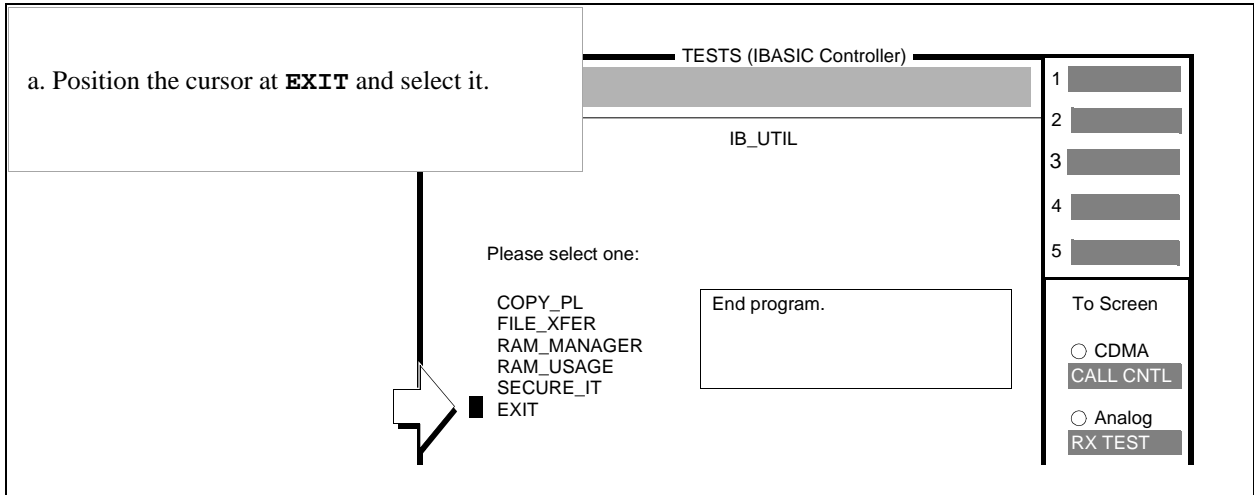 a. Position the cursor at EXIT and select it.
TESTS (IBASIC Controller)
IB_UTIL
Please select one:
COPY_PL
FILE_XFER
RAM_MANAGER
RAM_USAGE
SECURE_IT
EXIT
End program.
1
2
3
4
5
To Screen
CDMA
CALL CNTL
Analog
RX TEST